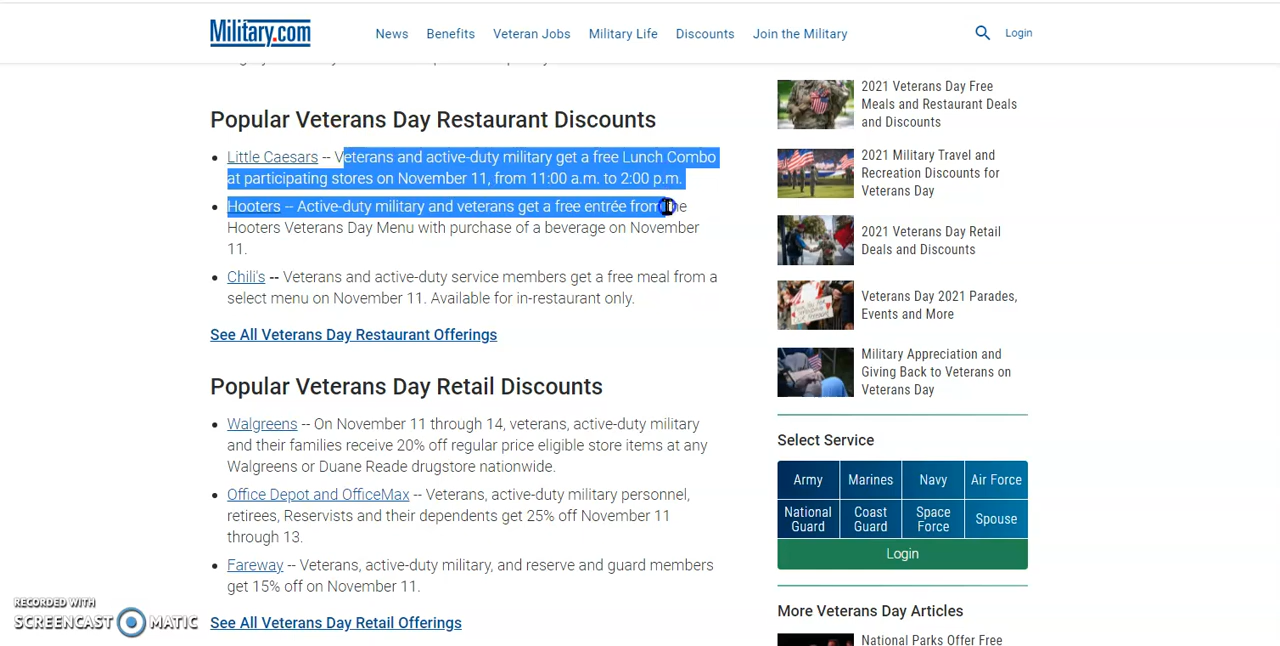 Military.com
News Benefits Veteran Jobs Military Life Discounts Join the Military Login
Popular Veterans Day Restaurant Discounts
Little Caesars -- Veterans and active-duty military get a free Lunch Combo
at participating stores on November 11, from 11:00 a.m. to 2:00 p.m.
Hooters -- Active-duty military and veterans get a free entrée from the
Hooters Veterans Day Menu with purchase of a beverage on November
11.
Chili's -- Veterans and active-duty service members get a free meal from a
select menu on November 11. Available for in-restaurant only.
See All Veterans Day Restaurant Offerings
Popular Veterans Day Retail Discounts
Walgreens -- On November 11 through 14, veterans, active-duty military
and their families receive 20% off regular price eligible store items at any
Walgreens or Duane Reade drugstore nationwide.
Office Depot and OfficeMax -- Veterans, active-duty military personnel,
retirees, Reservists and their dependents get 25% off November 11
through 13.
Fareway -- Veterans, active-duty military, and reserve and guard members
get 15% off on November 11.
See All Veterans Day Retail Offerings
2021 Veterans Day Free
Meals and Restaurant Deals
and Discounts
2021 Military Travel and
Recreation Discounts for
Veterans Day
2021 Veterans Day Retail
Deals and Discounts
Veterans Day 2021 Parades,
Events and More
Military Appreciation and
Giving Back to Veterans on
Veterans Day
Select Service
Army Marines Navy Air Force
National Guard Coast Guard Space Force Spouse
Login
More Veterans Day Articles
National Parks Offer Free
RECORDED WITH
SCREENCAST MATIC